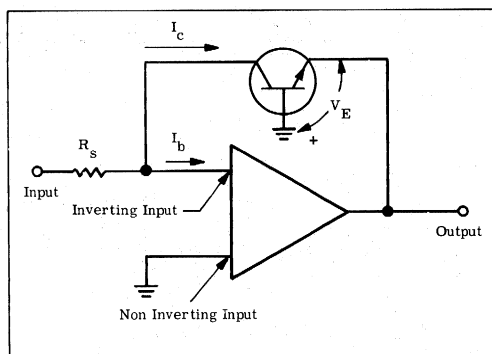 I_c
V_E
+
R_s
I_b
Input
Inverting Input
Output
Non Inverting Input